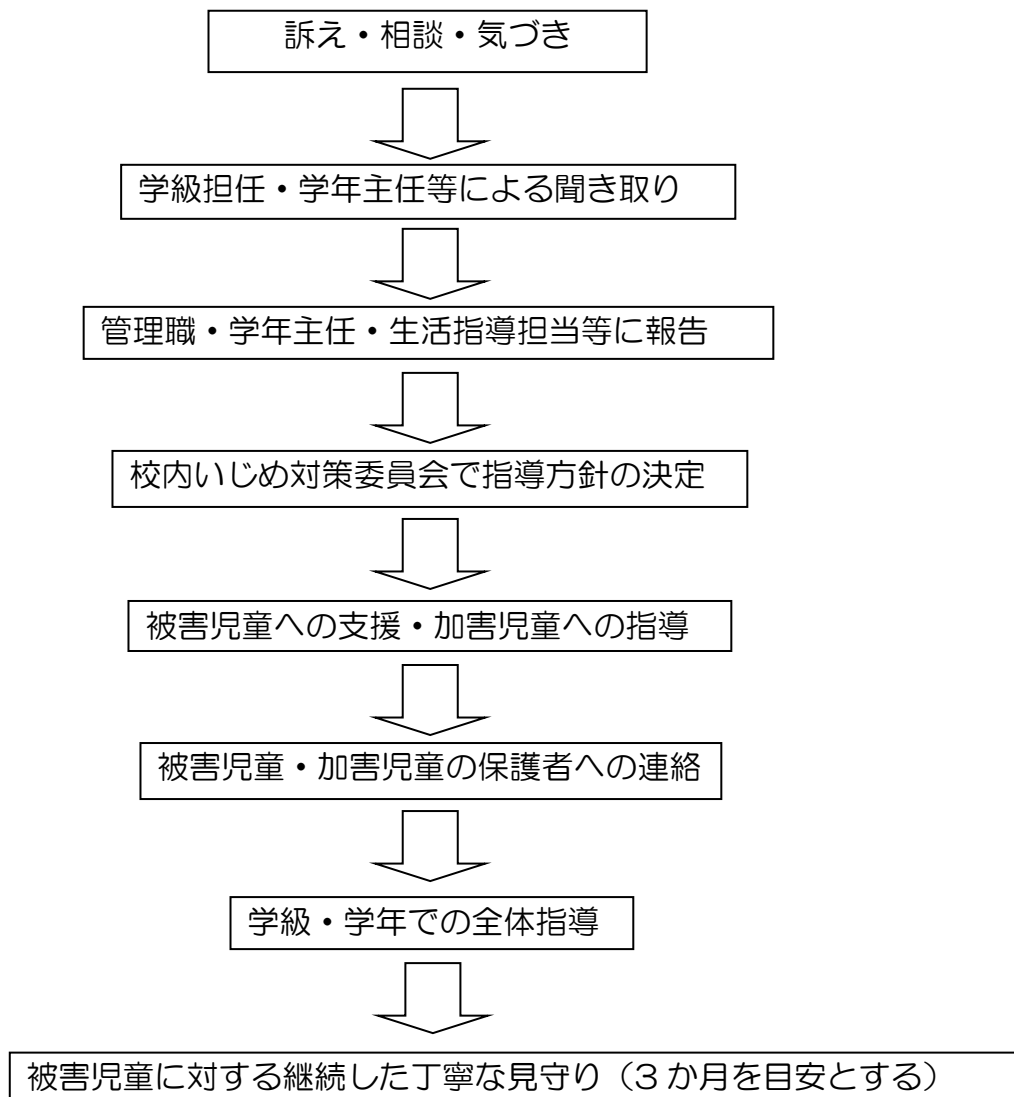 訴え・相談・気づき
学級担任・学年主任等による聞き取り
管理職・学年主任・生活指導担当等に報告
校内いじめ対策委員会で指導方針の決定
被害児童への支援・加害児童への指導
被害児童・加害児童の保護者への連絡
学級・学年での全体指導
被害児童に対する継続した丁寧な見守り（3か月を目安とする）